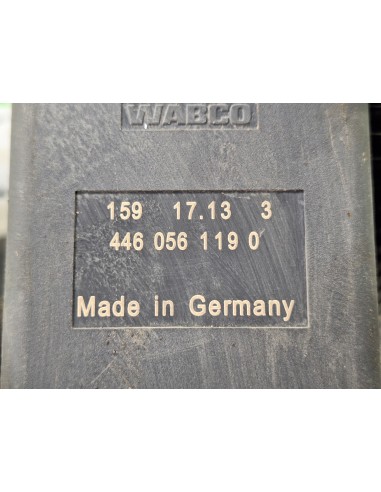 WABCO
159 17.13 3
446 056 119 0
Made in Germany